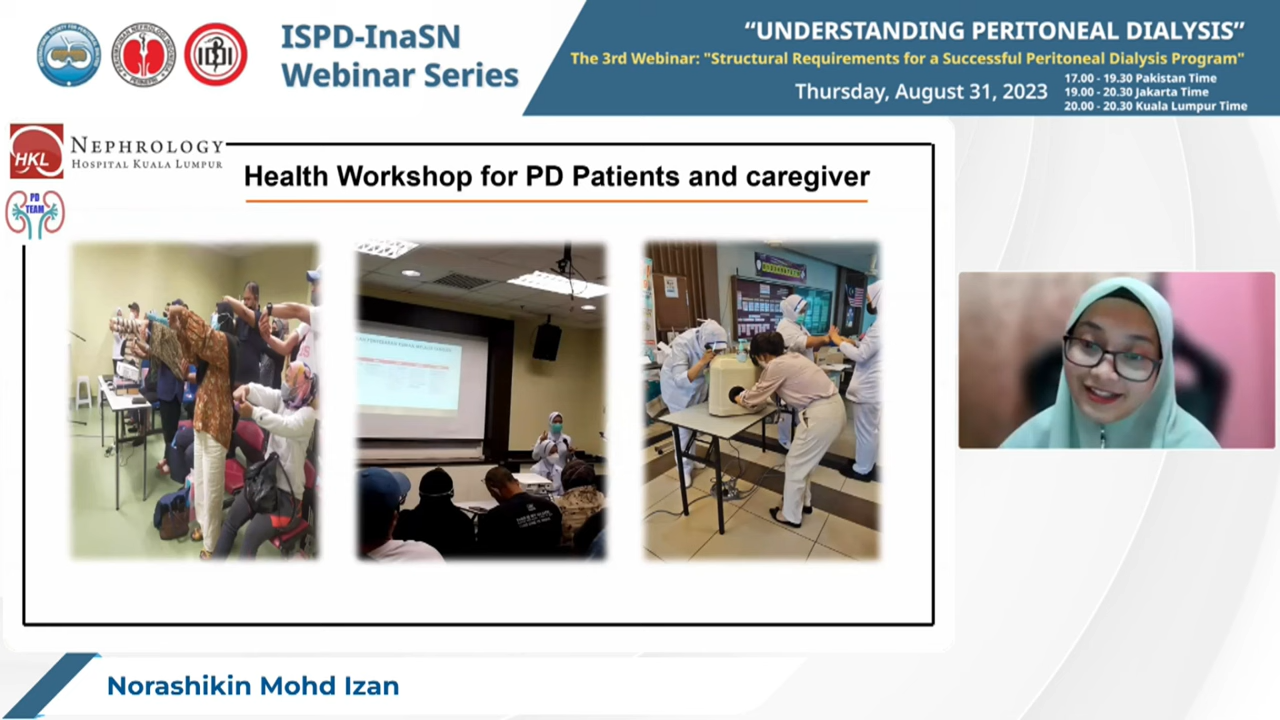 ISPD-InaSN
Webinar Series
“UNDERSTANDING PERITONEAL DIALYSIS”
The 3rd Webinar: "Structural Requirements for a Successful Peritoneal Dialysis Program"
Thursday, August 31, 2023
17.00 - 19.30 Pakistan Time
19.00 - 20.30 Jakarta Time
20.00 - 20.30 Kuala Lumpur Time
HKL
NEPHROLOGY
HOSPITAL KUALA LUMPUR
PD
TEAM
Health Workshop for PD Patients and caregiver
Norashikin Mohd Izan